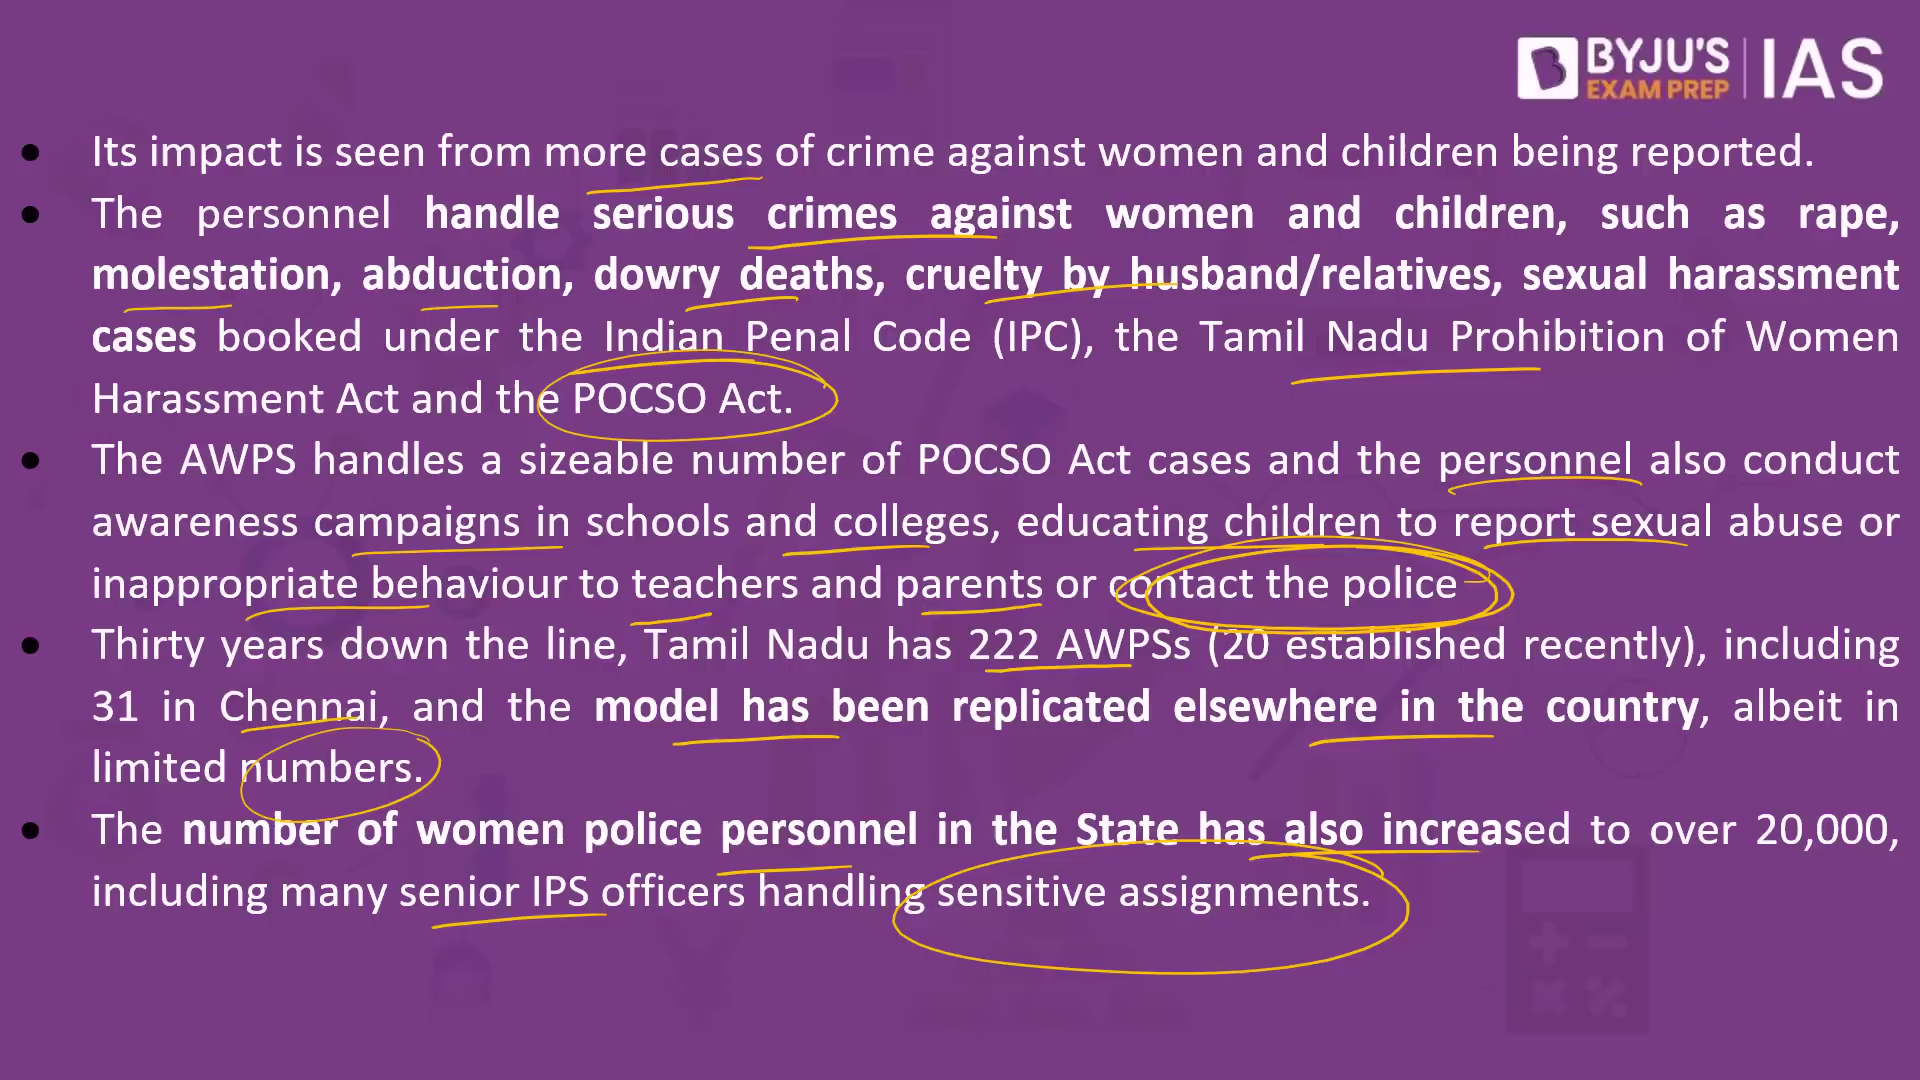 BYJU'S
EXAM PREP
IAS
• Its impact is seen from more cases of crime against women and children being reported.
• The personnel handle serious crimes against women and children, such as rape,
molestation, abduction, dowry deaths, cruelty by husband/relatives, sexual harassment
cases booked under the Indian Penal Code (IPC), the Tamil Nadu Prohibition of Women
Harassment Act and the POCSO Act.
• The AWPS handles a sizeable number of POCSO Act cases and the personnel also conduct
awareness campaigns in schools and colleges, educating children to report sexual abuse or
inappropriate behaviour to teachers and parents or contact the police
• Thirty years down the line, Tamil Nadu has 222 AWPSs (20 established recently), including
31 in Chennai, and the model has been replicated elsewhere in the country, albeit in
limited numbers.
• The number of women police personnel in the State has also increased to over 20,000,
including many senior IPS officers handling sensitive assignments.